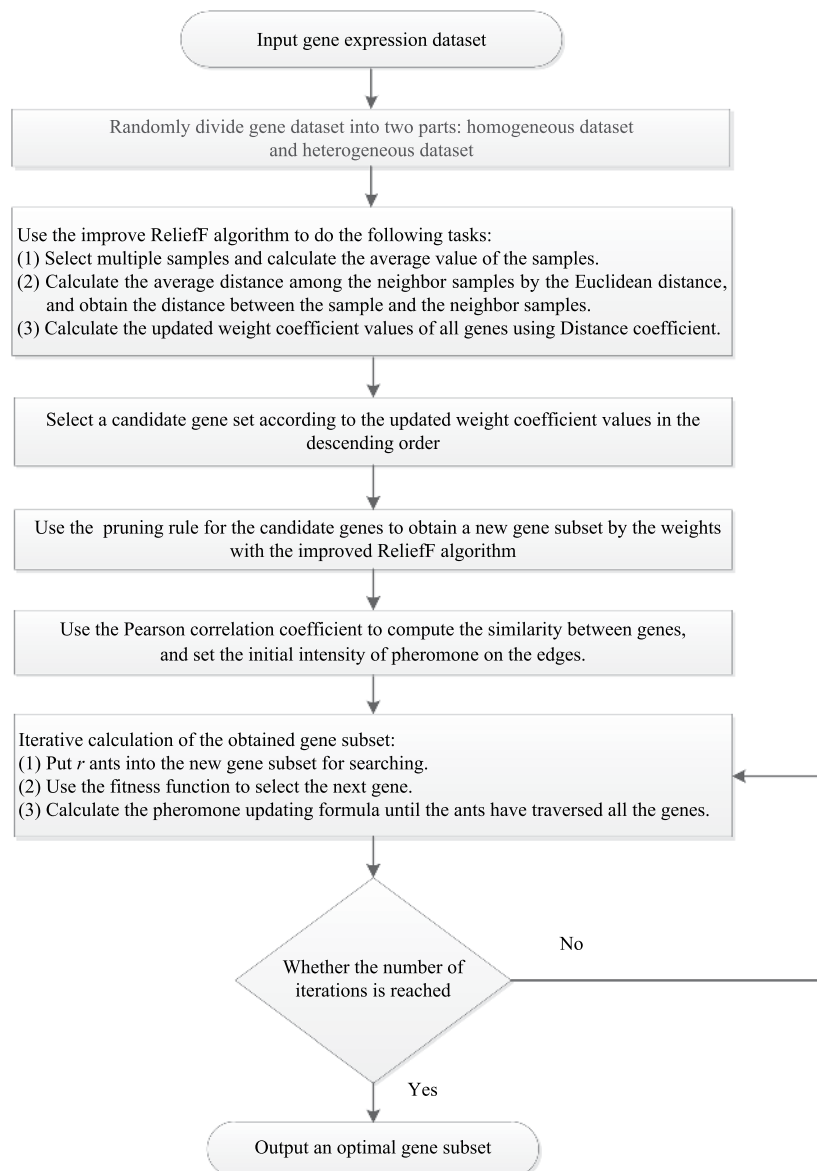 Input gene expression dataset
Randomly divide gene dataset into two parts: homogeneous dataset
and heterogeneous dataset
Use the improve ReliefF algorithm to do the following tasks:
(1) Select multiple samples and calculate the average value of the samples.
(2) Calculate the average distance among the neighbor samples by the Euclidean distance,
and obtain the distance between the sample and the neighbor samples.
(3) Calculate the updated weight coefficient values of all genes using Distance coefficient.
Select a candidate gene set according to the updated weight coefficient values in the
descending order
Use the pruning rule for the candidate genes to obtain a new gene subset by the weights
with the improved ReliefF algorithm
Use the Pearson correlation coefficient to compute the similarity between genes,
and set the initial intensity of pheromone on the edges.
Iterative calculation of the obtained gene subset:
(1) Put r ants into the new gene subset for searching.
(2) Use the fitness function to select the next gene.
(3) Calculate the pheromone updating formula until the ants have traversed all the genes.
No
Whether the number of
iterations is reached
Yes
Output an optimal gene subset